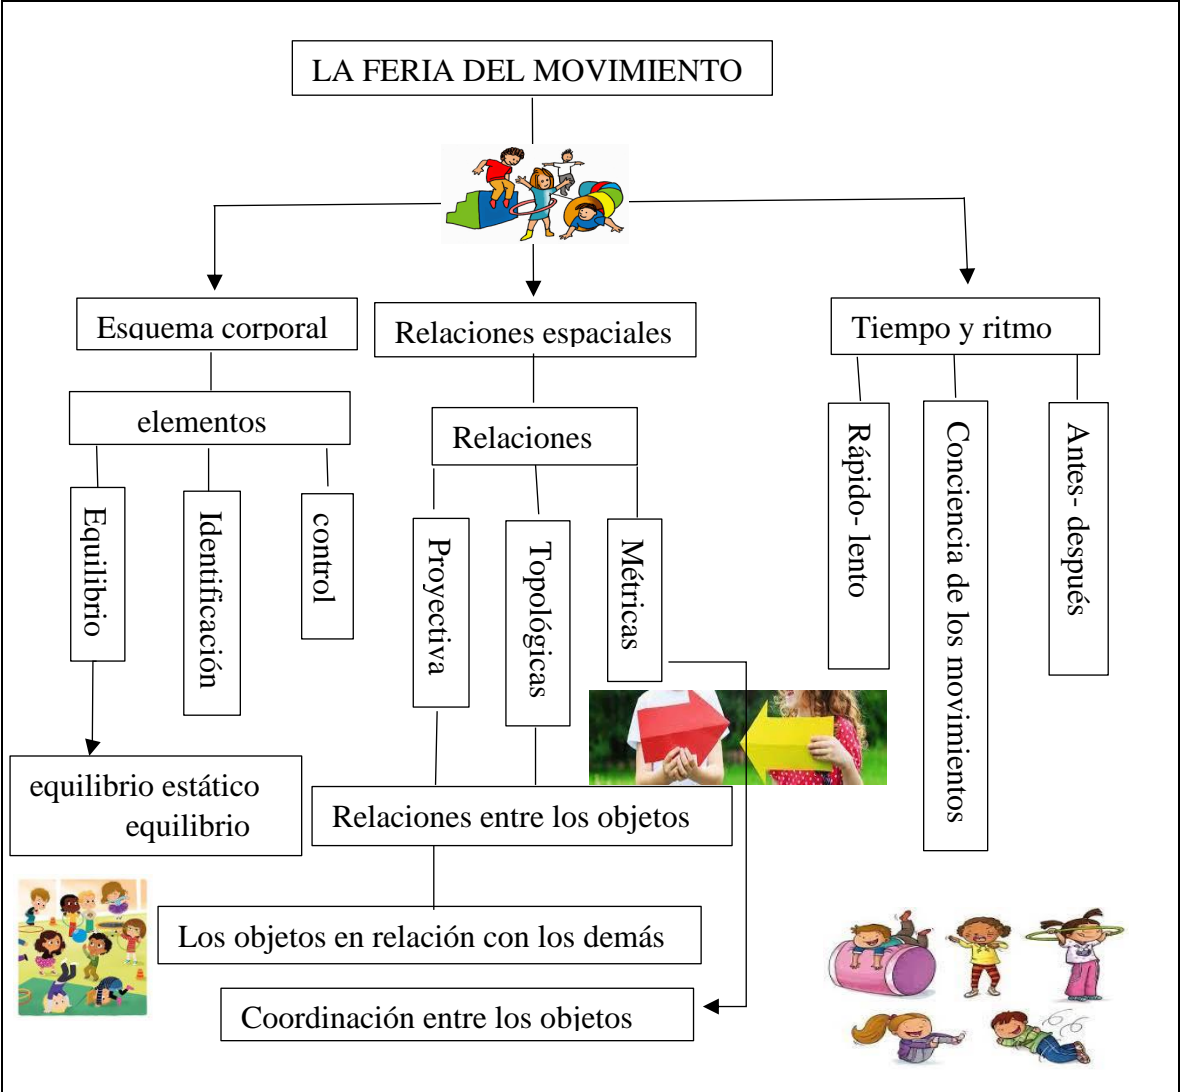 LA FERIA DEL MOVIMIENTO
Esquema corporal
Relaciones espaciales
Tiempo y ritmo
elementos
Relaciones
Equilibrio
Identificación
control
Proyectiva
Topológicas
Métricas
Rápido- lento
Conciencia de los movimientos
Antes- después
equilibrio estático
equilibrio
Relaciones entre los objetos
Los objetos en relación con los demás
Coordinación entre los objetos